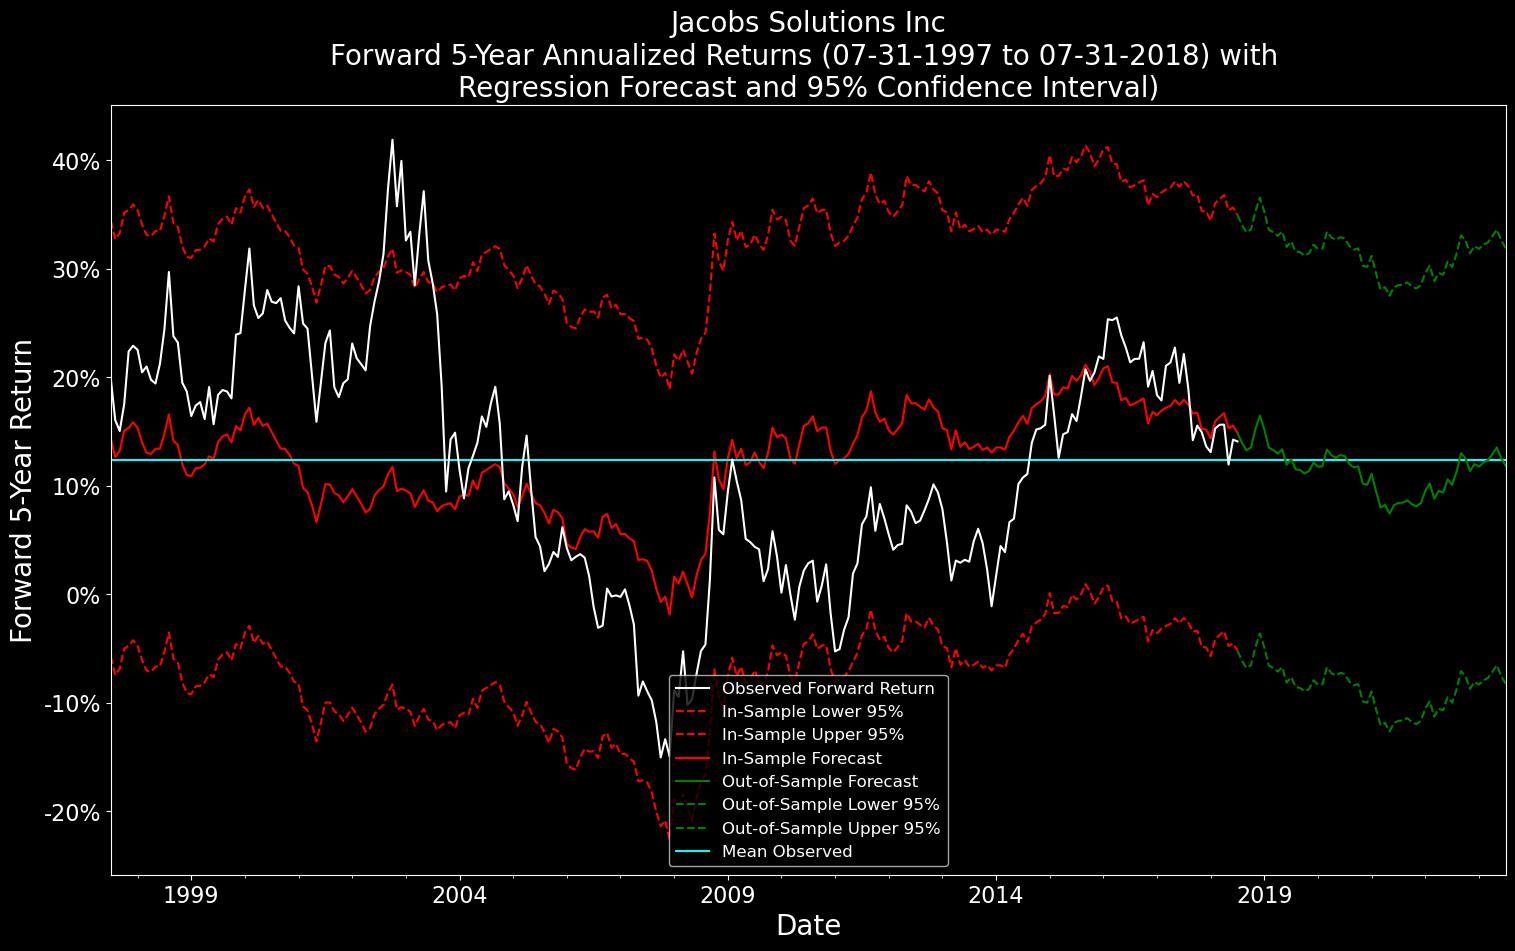 Jacobs Solutions Inc
Forward 5-Year Annualized Returns (07-31-1997 to 07-31-2018) with
Regression Forecast and 95% Confidence Interval)
Forward 5-Year Return
40%
30%
20%
10%
0%
-10%
-20%
Observed Forward Return
In-Sample Lower 95%
In-Sample Upper 95%
In-Sample Forecast
Out-of-Sample Forecast
Out-of-Sample Lower 95%
Out-of-Sample Upper 95%
Mean Observed
1999 2004 2009 2014 2019
Date